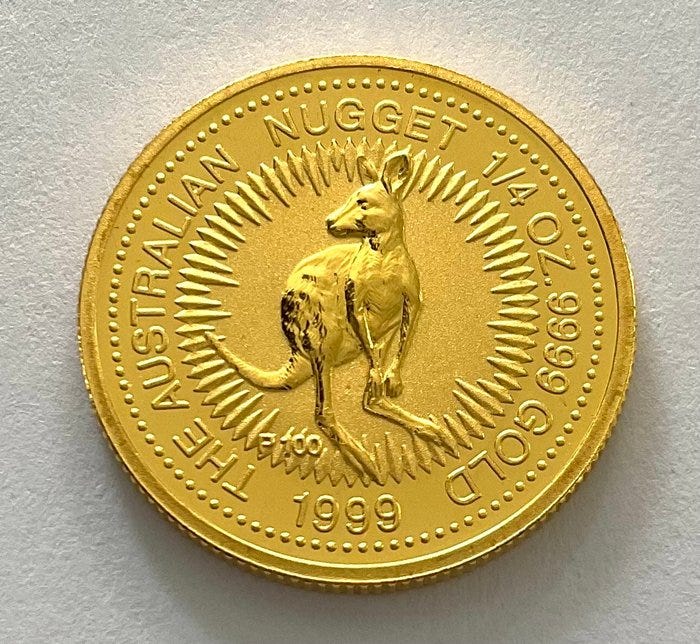 THE AUSTRALIAN NUGGET 1/4 OZ. 9999 GOLD
P100
1999